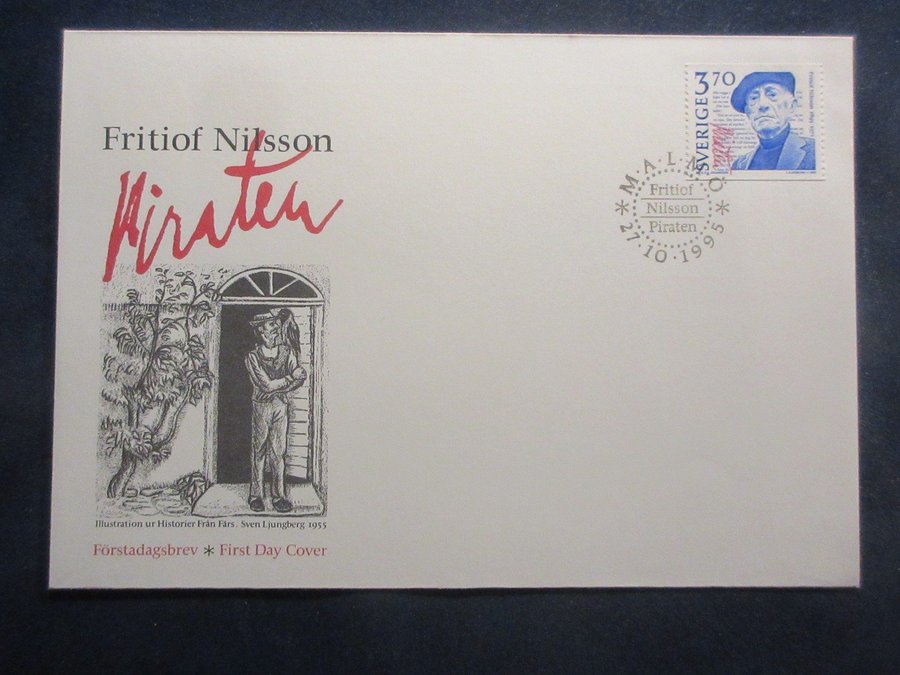 Fritiof Nilsson
Piraten
Illustration ur Historier Från Färs. Sven Ljungberg 1955
Förstadagsbrev * First Day Cover
SVERIGE 3 70
MALMÖ
Fritiof
Nilsson
Piraten
* 27.10.1995 *